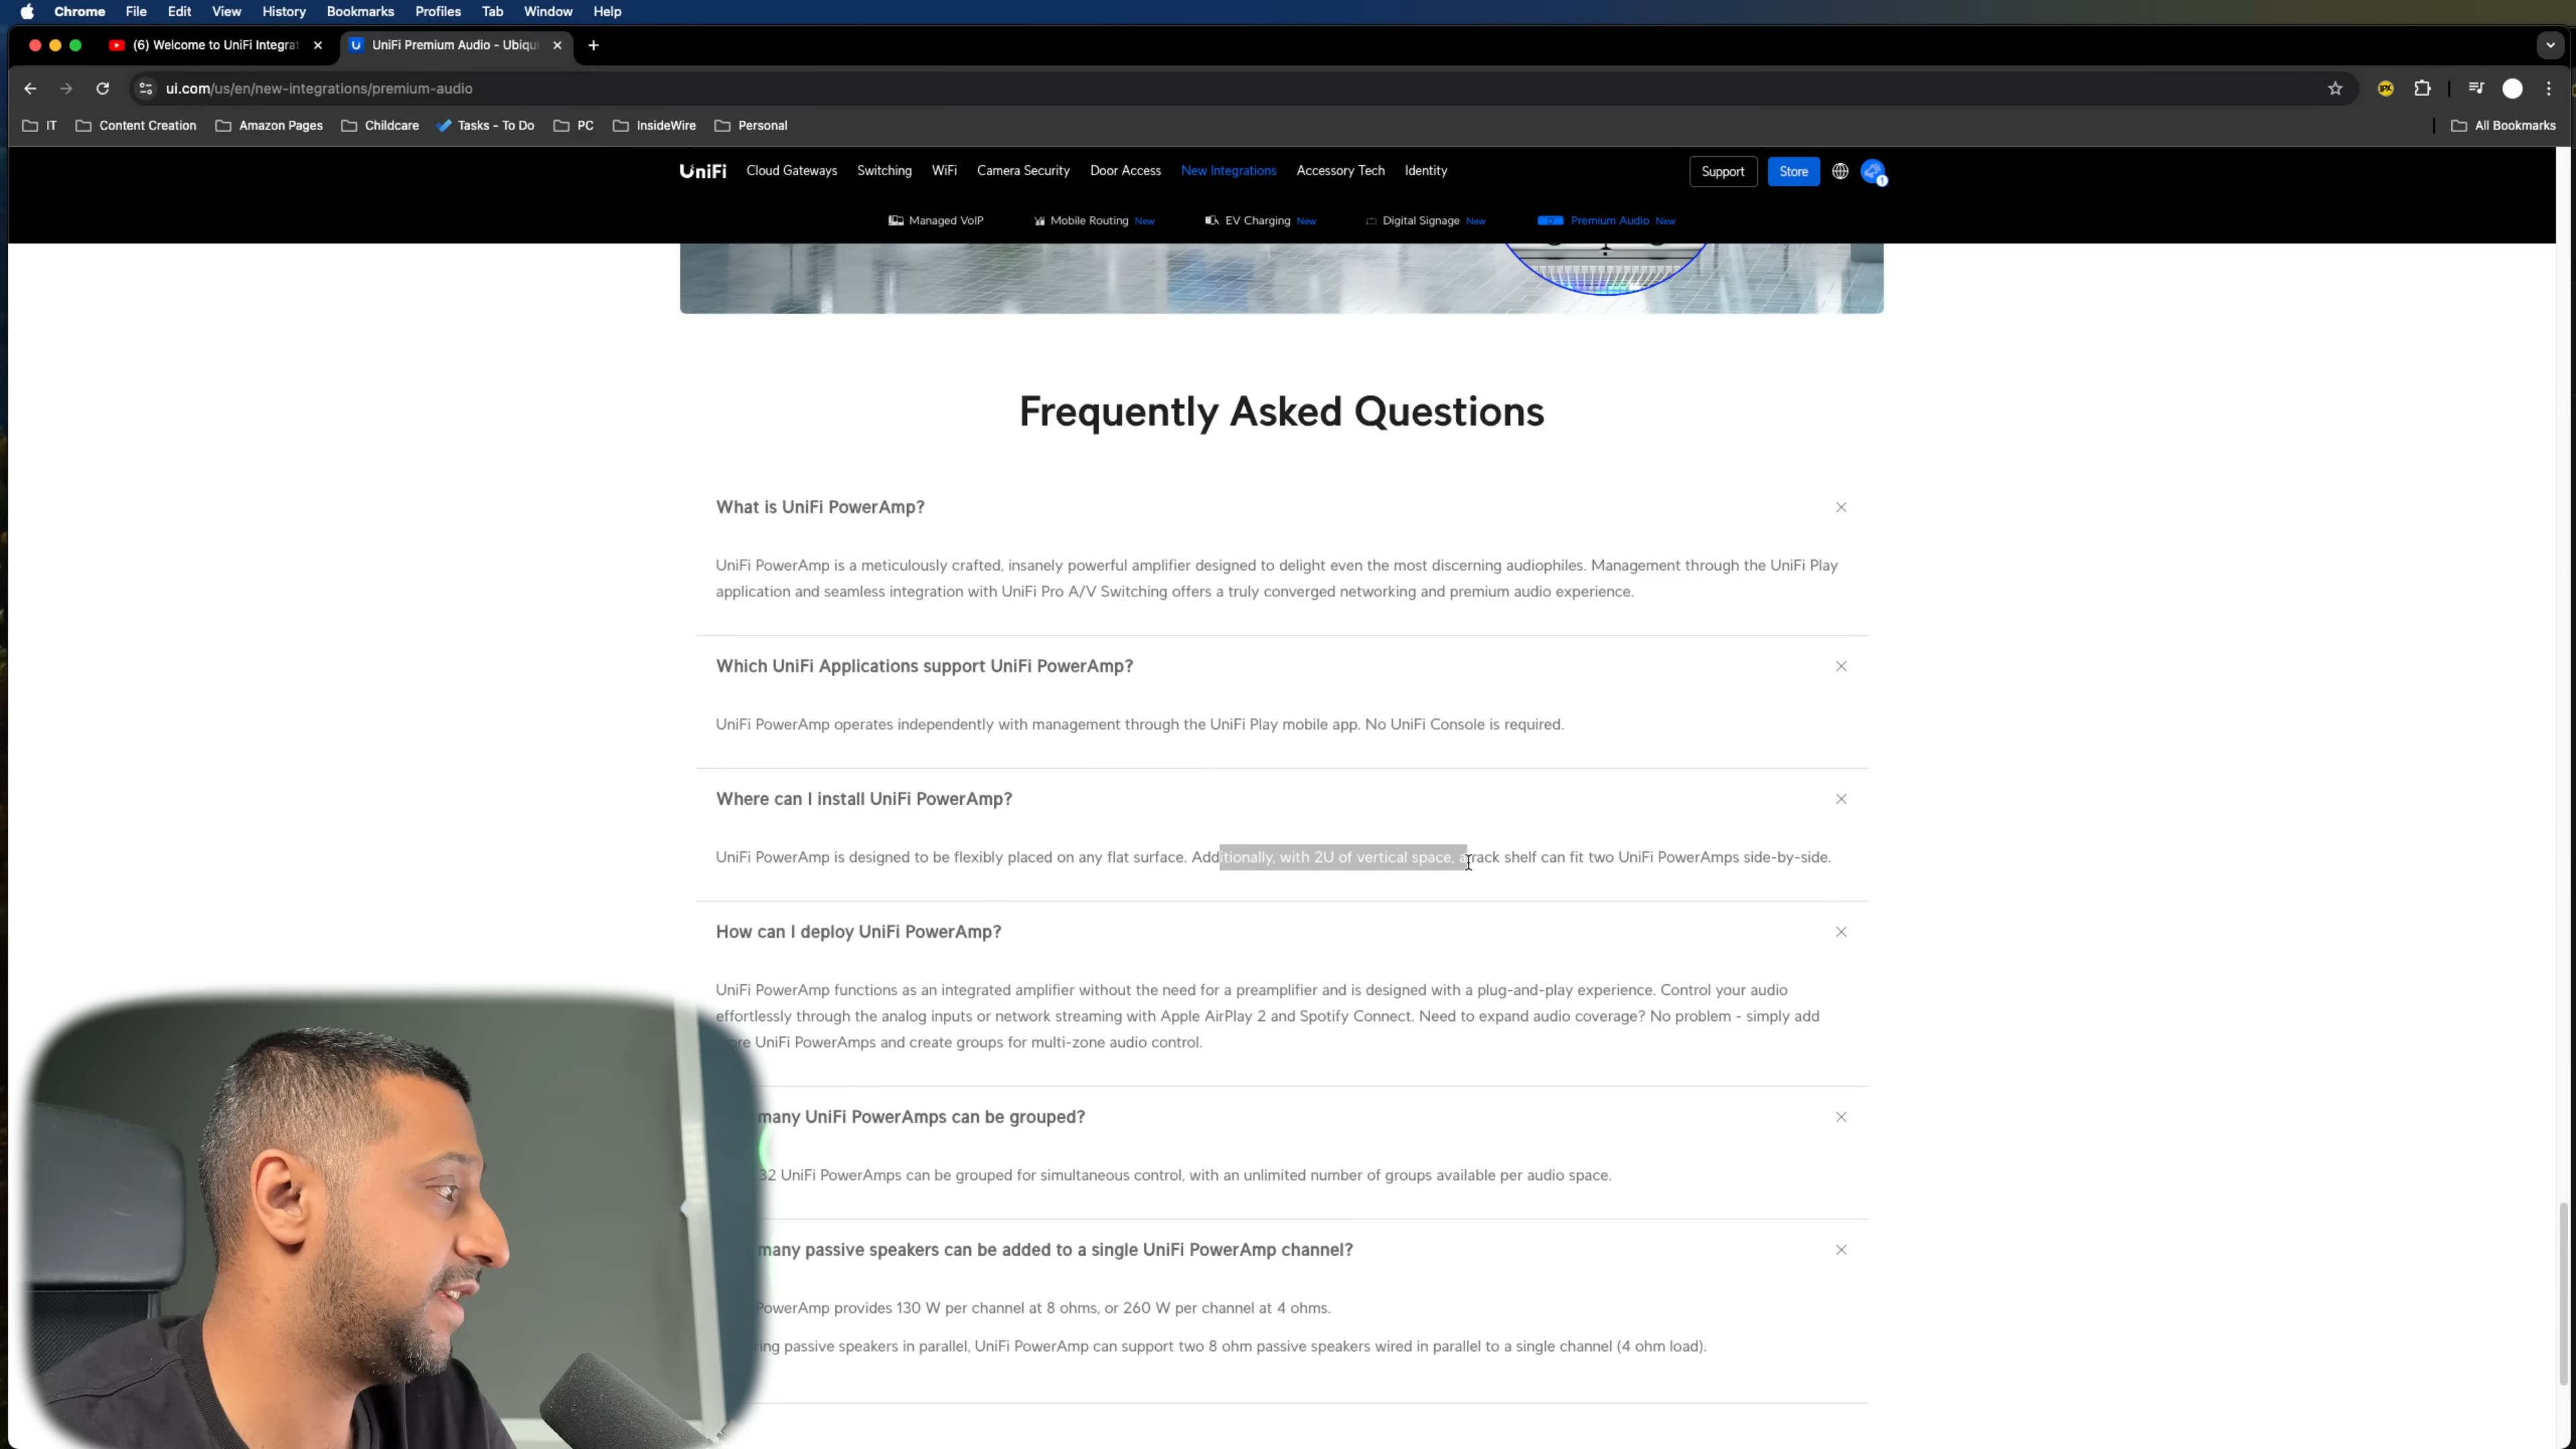 Chrome File Edit View History Bookmarks Profiles Tab Window Help
(6) Welcome to UniFi Integrat
UniFi Premium Audio - Ubiqui
ui.com/us/en/new-integrations/premium-audio
IT Content Creation Amazon Pages Childcare Tasks - To Do PC InsideWire Personal All Bookmarks
UniFi Cloud Gateways Switching WiFi Camera Security Door Access New Integrations Accessory Tech Identity Support Store 1
Managed VoIP Mobile Routing New EV Charging New Digital Signage New Premium Audio New
Frequently Asked Questions
What is UniFi PowerAmp?
UniFi PowerAmp is a meticulously crafted, insanely powerful amplifier designed to delight even the most discerning audiophiles. Management through the UniFi Play
application and seamless integration with UniFi Pro A/V Switching offers a truly converged networking and premium audio experience.
Which UniFi Applications support UniFi PowerAmp?
UniFi PowerAmp operates independently with management through the UniFi Play mobile app. No UniFi Console is required.
Where can I install UniFi PowerAmp?
UniFi PowerAmp is designed to be flexibly placed on any flat surface. Additionally, with 2U of vertical space, a rack shelf can fit two UniFi PowerAmps side-by-side.
How can I deploy UniFi PowerAmp?
UniFi PowerAmp functions as an integrated amplifier without the need for a preamplifier and is designed with a plug-and-play experience. Control your audio
effortlessly through the analog inputs or network streaming with Apple AirPlay 2 and Spotify Connect. Need to expand audio coverage? No problem - simply add
UniFi PowerAmps and create groups for multi-zone audio control.
many UniFi PowerAmps can be grouped?
32 UniFi PowerAmps can be grouped for simultaneous control, with an unlimited number of groups available per audio space.
many passive speakers can be added to a single UniFi PowerAmp channel?
PowerAmp provides 130 W per channel at 8 ohms, or 260 W per channel at 4 ohms.
passive speakers in parallel, UniFi PowerAmp can support two 8 ohm passive speakers wired in parallel to a single channel (4 ohm load).